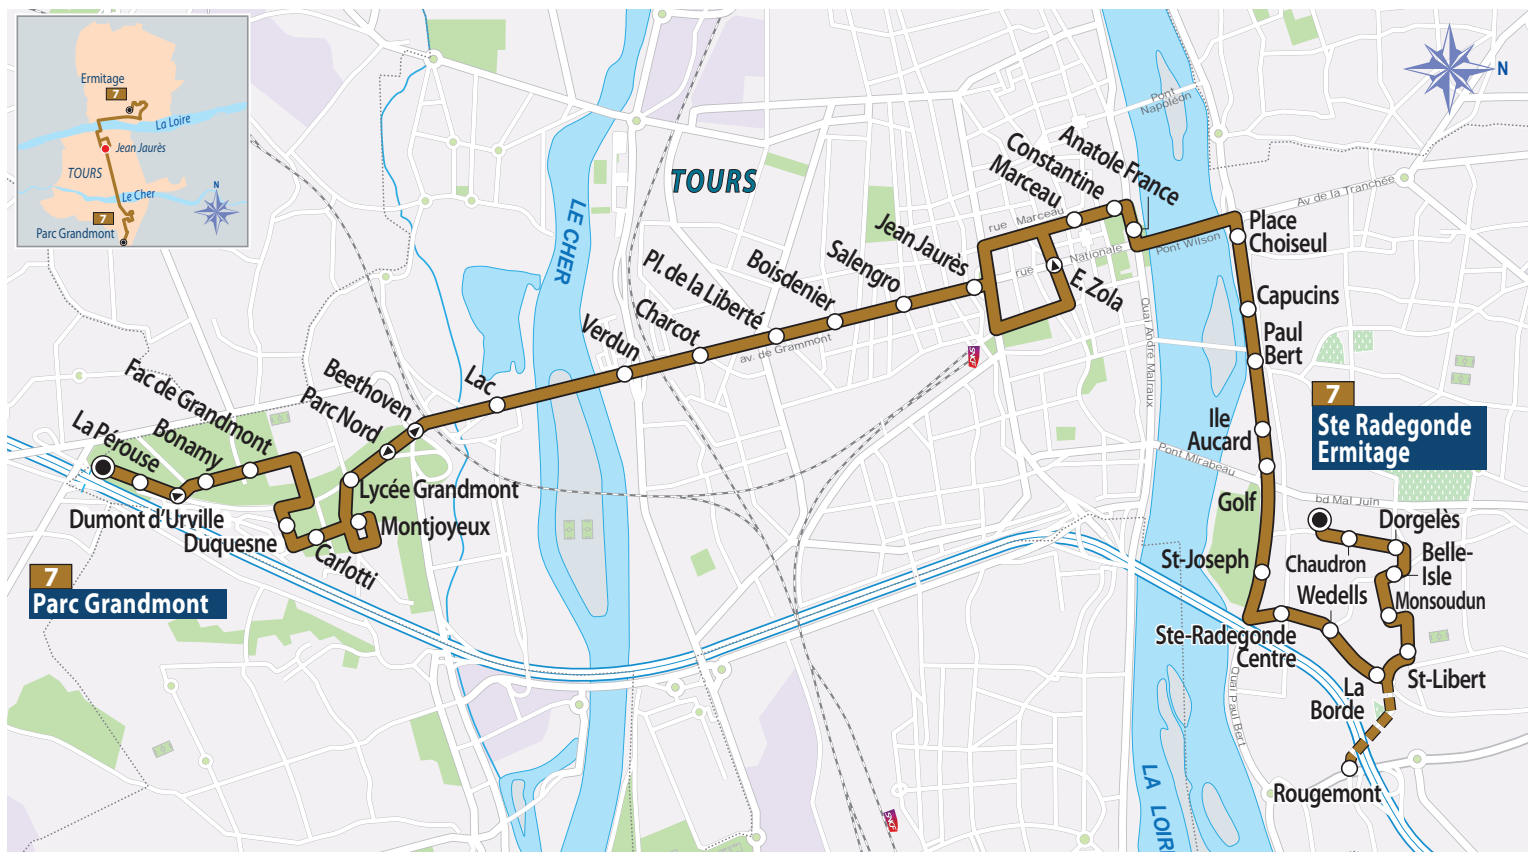 Ermitage
7
La Loire
Jean Jaurès
TOURS
N
Le Cher
7
Parc Grandmont
N
Pont
Napoléon
Av de la Tranchée
TOURS
LE CHER
Anatole France
Constantine
Marceau
rue Marceau
rue Nationale
Pont Wilson
Place
Choiseul
Jean Jaurès
E. Zola
Salengro
Boisdenier
Pl. de la Liberté
Charcot
Verdun
av. de Grammont
SNCF
Quai André Malraux
Capucins
Paul
Bert
Lac
Beethoven
Parc Nord
Fac de Grandmont
Bonamy
La Pérouse
7
Ste Radegonde
Ermitage
Ile
Aucard
Pont Mirabeau
Lycée Grandmont
Montjoyeux
Dumont d'Urville
Duquesne
Carlotti
Golf
bd Mal Juin
Dorgelès
Chaudron
Belle-
Isle
St-Joseph
Wedells
Monsoudun
7
Parc Grandmont
Ste-Radegonde
Centre
St-Libert
La
Borde
Quai Paul Bert
Rougemont
LA LOIR
SNCF